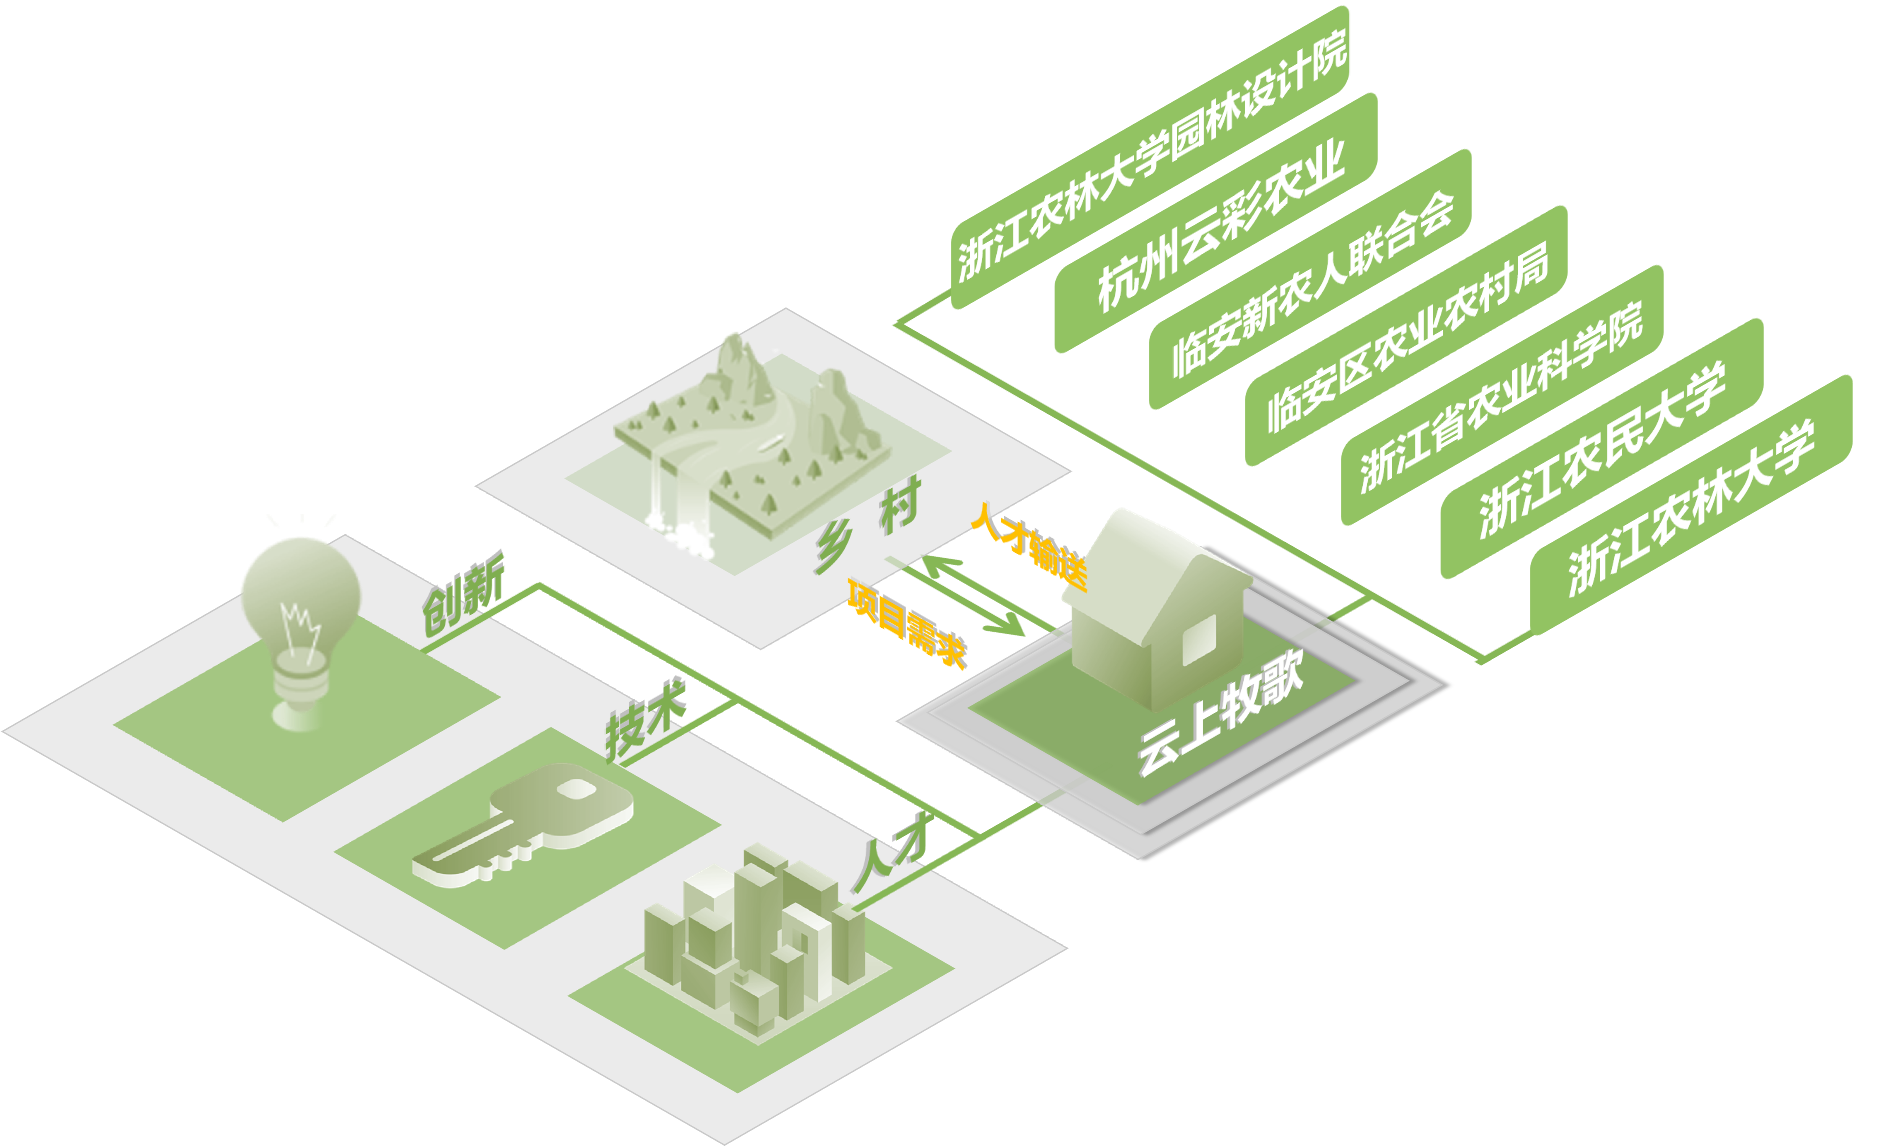 浙江农林大学园林设计院
杭州云彩农业
临安新农人联合会
临安区农业农村局
浙江省农业科学院
浙江农民大学
浙江农林大学
乡 村
人才输送
项目需求
创新
技术
人才
云上牧歌